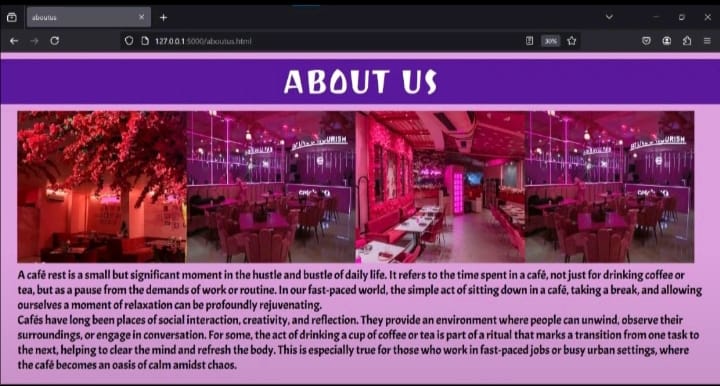 aboutus
127.0.0.1:5000/aboutus.html
30%
ABOUT US
A café rest is a small but significant moment in the hustle and bustle of daily life. It refers to the time spent in a café, not just for drinking coffee or
tea, but as a pause from the demands of work or routine. In our fast-paced world, the simple act of sitting down in a café, taking a break, and allowing
ourselves a moment of relaxation can be profoundly rejuvenating.
Cafés have long been places of social interaction, creativity, and reflection. They provide an environment where people can unwind, observe their
surroundings, or engage in conversation. For some, the act of drinking a cup of coffee or tea is part of a ritual that marks a transition from one task to
the next, helping to clear the mind and refresh the body. This is especially true for those who work in fast-paced jobs or busy urban settings, where
the café becomes an oasis of calm amidst chaos.